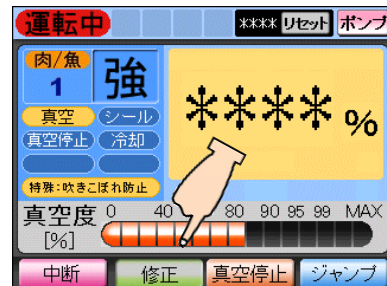 運転中 **** リセット ポンプ
肉/魚 強
1
真空 シール
真空停止 冷却
**** %
特殊:吹きこぼれ防止
真空度 0 40 80 90 95 99 MAX
[%]
中断 修正 真空停止 ジャンプ